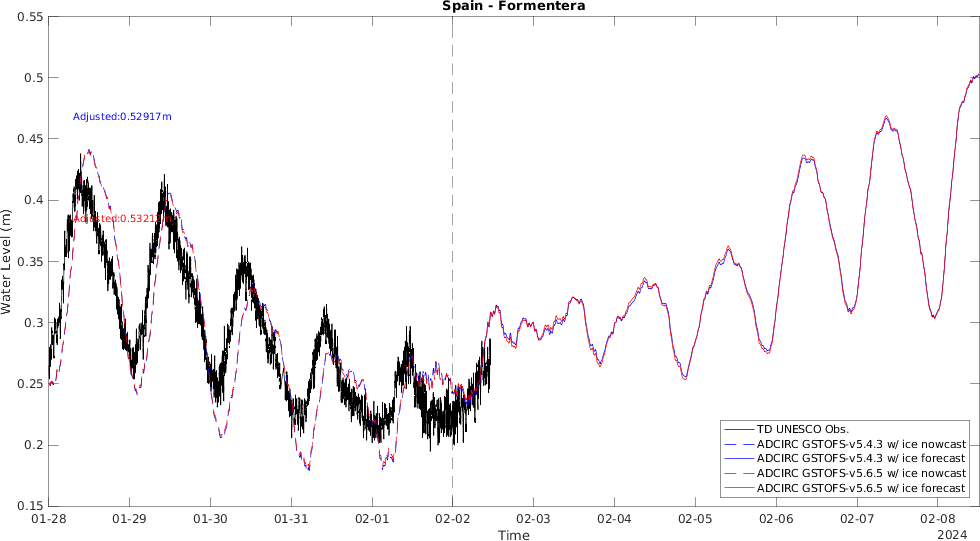 Spain - Formentera
0.55
0.5
0.45
0.4
0.35
0.3
0.25
0.2
0.15
Water Level (m)
Adjusted:0.52917m
TD UNESCO Obs.
ADCIRC GSTOFS-v5.4.3 w/ ice nowcast
ADCIRC GSTOFS-v5.4.3 w/ ice forecast
ADCIRC GSTOFS-v5.6.5 w/ ice nowcast
ADCIRC GSTOFS-v5.6.5 w/ ice forecast
01-28 01-29 01-30 01-31 02-01 02-02 02-03 02-04 02-05 02-06 02-07 02-08
Time
2024